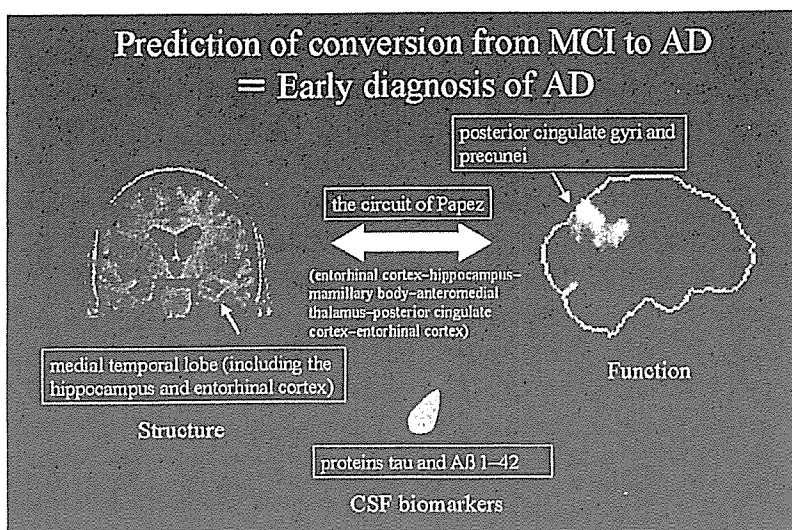 Prediction of conversion from MCI to AD
= Early diagnosis of AD
posterior cingulate gyri and
precunei
the circuit of Papez
(entorhinal cortex–hippocampus–
mamillary body–anteromedial
thalamus–posterior cingulate
cortex–entorhinal cortex)
medial temporal lobe (including the
hippocampus and entorhinal cortex)
Structure
Function
proteins tau and Aß 1–42
CSF biomarkers